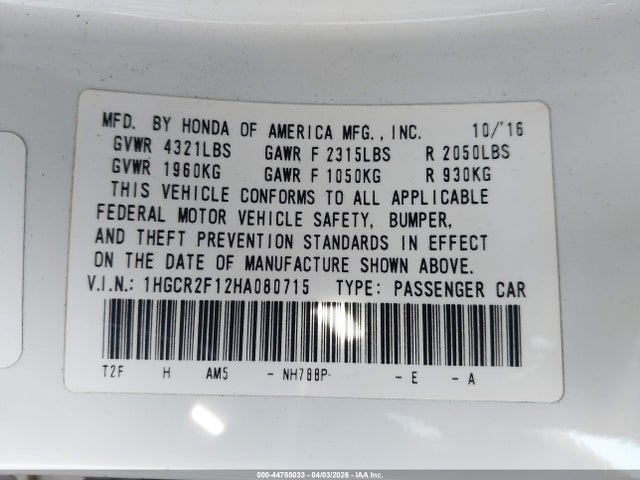 MFD. BY HONDA OF AMERICA MFG., INC. 10/'16
GVWR 4321LBS GAWR F 2315LBS R 2050LBS
GVWR 1960KG GAWR F 1050KG R 930KG
THIS VEHICLE CONFORMS TO ALL APPLICABLE
FEDERAL MOTOR VEHICLE SAFETY, BUMPER,
AND THEFT PREVENTION STANDARDS IN EFFECT
ON THE DATE OF MANUFACTURE SHOWN ABOVE.
V.I.N.: 1HGCR2F12HA080715 TYPE: PASSENGER CAR
T2F H AM5 - NH788P- - E - A
000-44755033 - 04/03/2026 - IAA Inc.